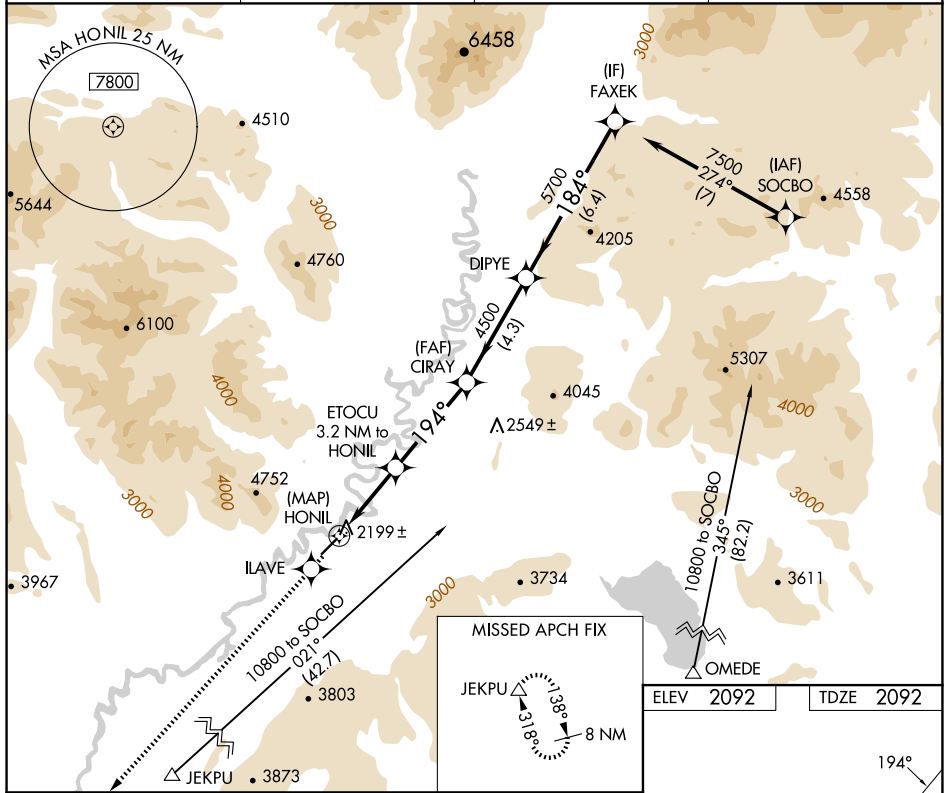 MSA HONIL 25 NM
7800
6458
3000
(IF)
FAXEK
4510
7500
274°
(7)
(IAF)
SOCBO
4558
5644
3000
5700
184°
(6.4)
4205
4760
DIPYE
6100
4500
(4.3)
(FAF)
CIRAY
5307
4000
4045
4000
2549±
194°
ETOCU
3.2 NM to
HONIL
4752
4000
3000
3000
(MAP)
HONIL
2199±
10800 to SOCBO
345°
(82.2)
ILAVE
3967
3000
3734
3611
10800 to SOCBO
021°
(42.7)
MISSED APCH FIX
JEKPU
138°
318°
8 NM
OMEDE
3803
ELEV 2092
TDZE 2092
JEKPU
3873
194°